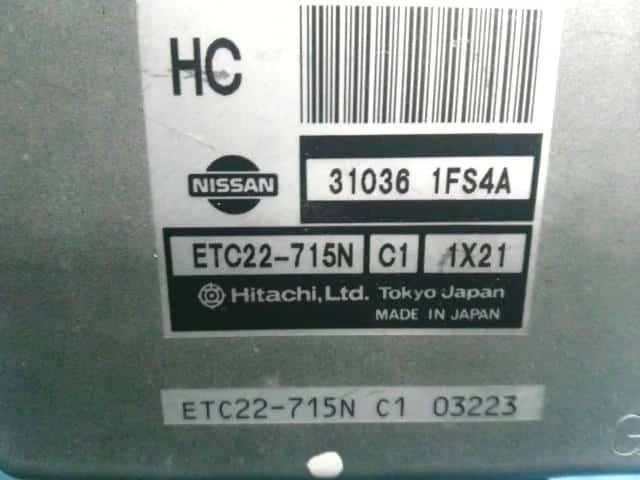 HC
NISSAN
31036 1FS4A
ETC22-715N C1 1X21
Hitachi, Ltd. Tokyo Japan
MADE IN JAPAN
ETC22-715N C1 03223